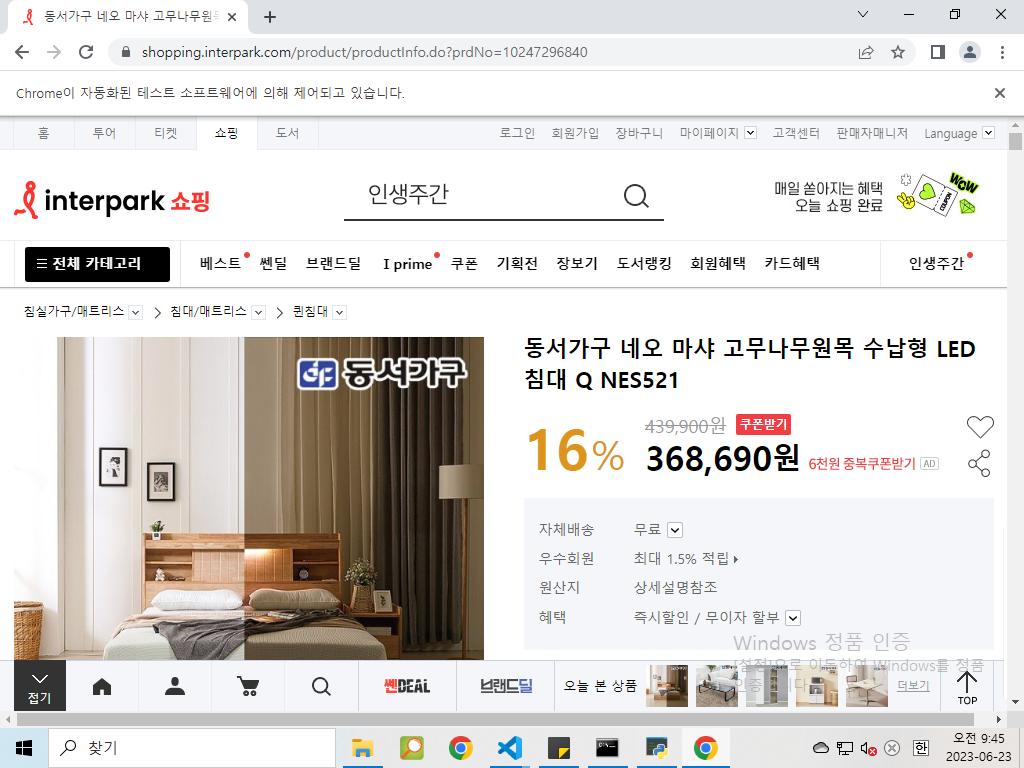 동서가구 네오 마샤 고무나무원목
shopping.interpark.com/product/productInfo.do?prdNo=10247296840
Chrome이 자동화된 테스트 소프트웨어에 의해 제어되고 있습니다.
홈 투어 티켓 쇼핑 도서 로그인 회원가입 장바구니 마이페이지 고객센터 판매자매니저 Language
interpark 쇼핑
인생주간
매일 쏟아지는 혜택
오늘 쇼핑 완료
WOW
COUPON
전체 카테고리 베스트 쎈딜 브랜드딜 I prime 쿠폰 기획전 장보기 도서랭킹 회원혜택 카드혜택 인생주간
침실가구/매트리스 침대/매트리스 퀸침대
동서가구
동서가구 네오 마샤 고무나무원목 수납형 LED
침대 Q NES521
16%
439,900원 쿠폰받기
368,690원 6천원 중복쿠폰받기 AD
자체배송 무료
우수회원 최대 1.5% 적립
원산지 상세설명참조
혜택 즉시할인 / 무이자 할부
Windows 정품 인증
[설정]으로 이동하여 Windows를 정품
인증합니다.
접기
쎈DEAL
브랜드딜
오늘 본 상품
더보기
TOP
찾기
한
오전 9:45
2023-06-23